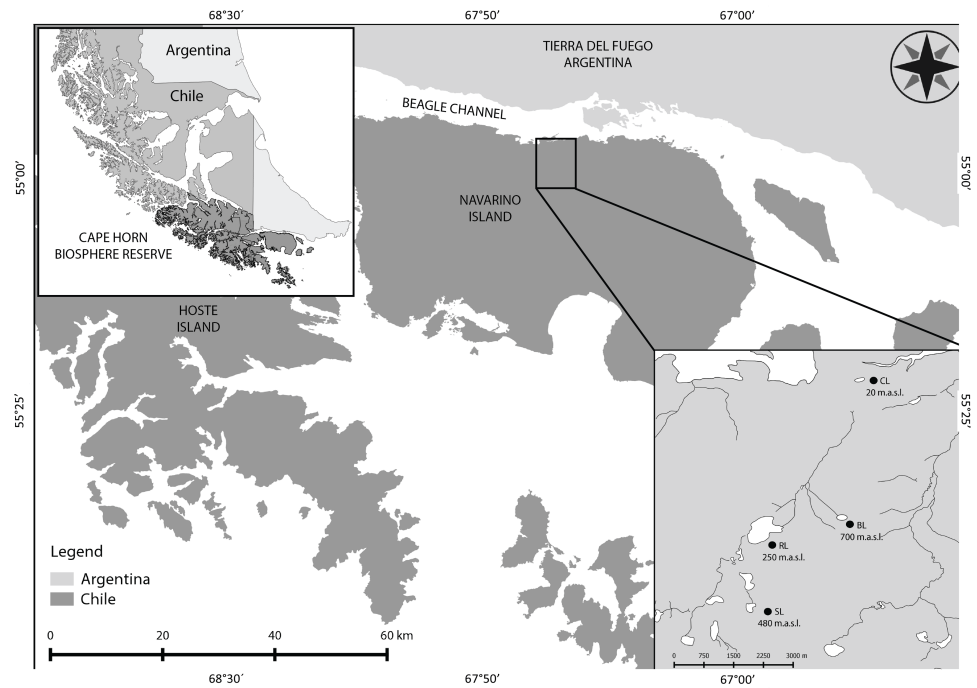 68°30′ 67°50′ 67°00′
Argentina
Chile
CAPE HORN
BIOSPHERE RESERVE
TIERRA DEL FUEGO
ARGENTINA
BEAGLE CHANNEL
NAVARINO
ISLAND
55°00′
55°00′
HOSTE
ISLAND
55°25′
55°25′
CL
20 m.a.s.l.
BL
700 m.a.s.l.
RL
250 m.a.s.l.
SL
480 m.a.s.l.
0 750 1500 2250 3000 m
Legend
Argentina
Chile
0 20 40 60 km
68°30′ 67°50′ 67°00′